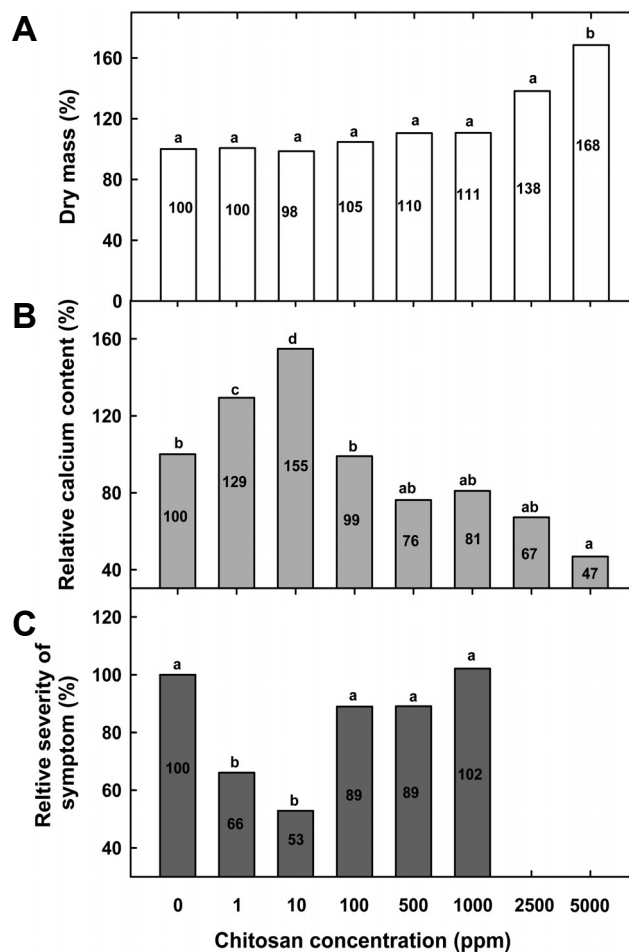 A
Dry mass (%)
160
120
80
40
0
a a a a a a a b
100 100 98 105 110 111 138 168
B
Relative calcium content (%)
160
120
80
40
b c d b ab ab ab a
100 129 155 99 76 81 67 47
C
Reltive severity of
symptom (%)
120
100
80
60
40
a b b a a a
100 66 53 89 89 102
0 1 10 100 500 1000 2500 5000
Chitosan concentration (ppm)